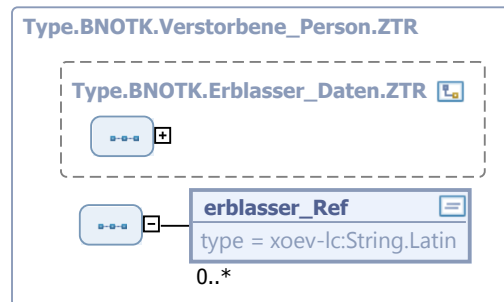 Type.BNOTK.Verstorbene_Person.ZTR
Type.BNOTK.Erblasser_Daten.ZTR
erblasser_Ref
type = xoev-lc:String.Latin
0..*